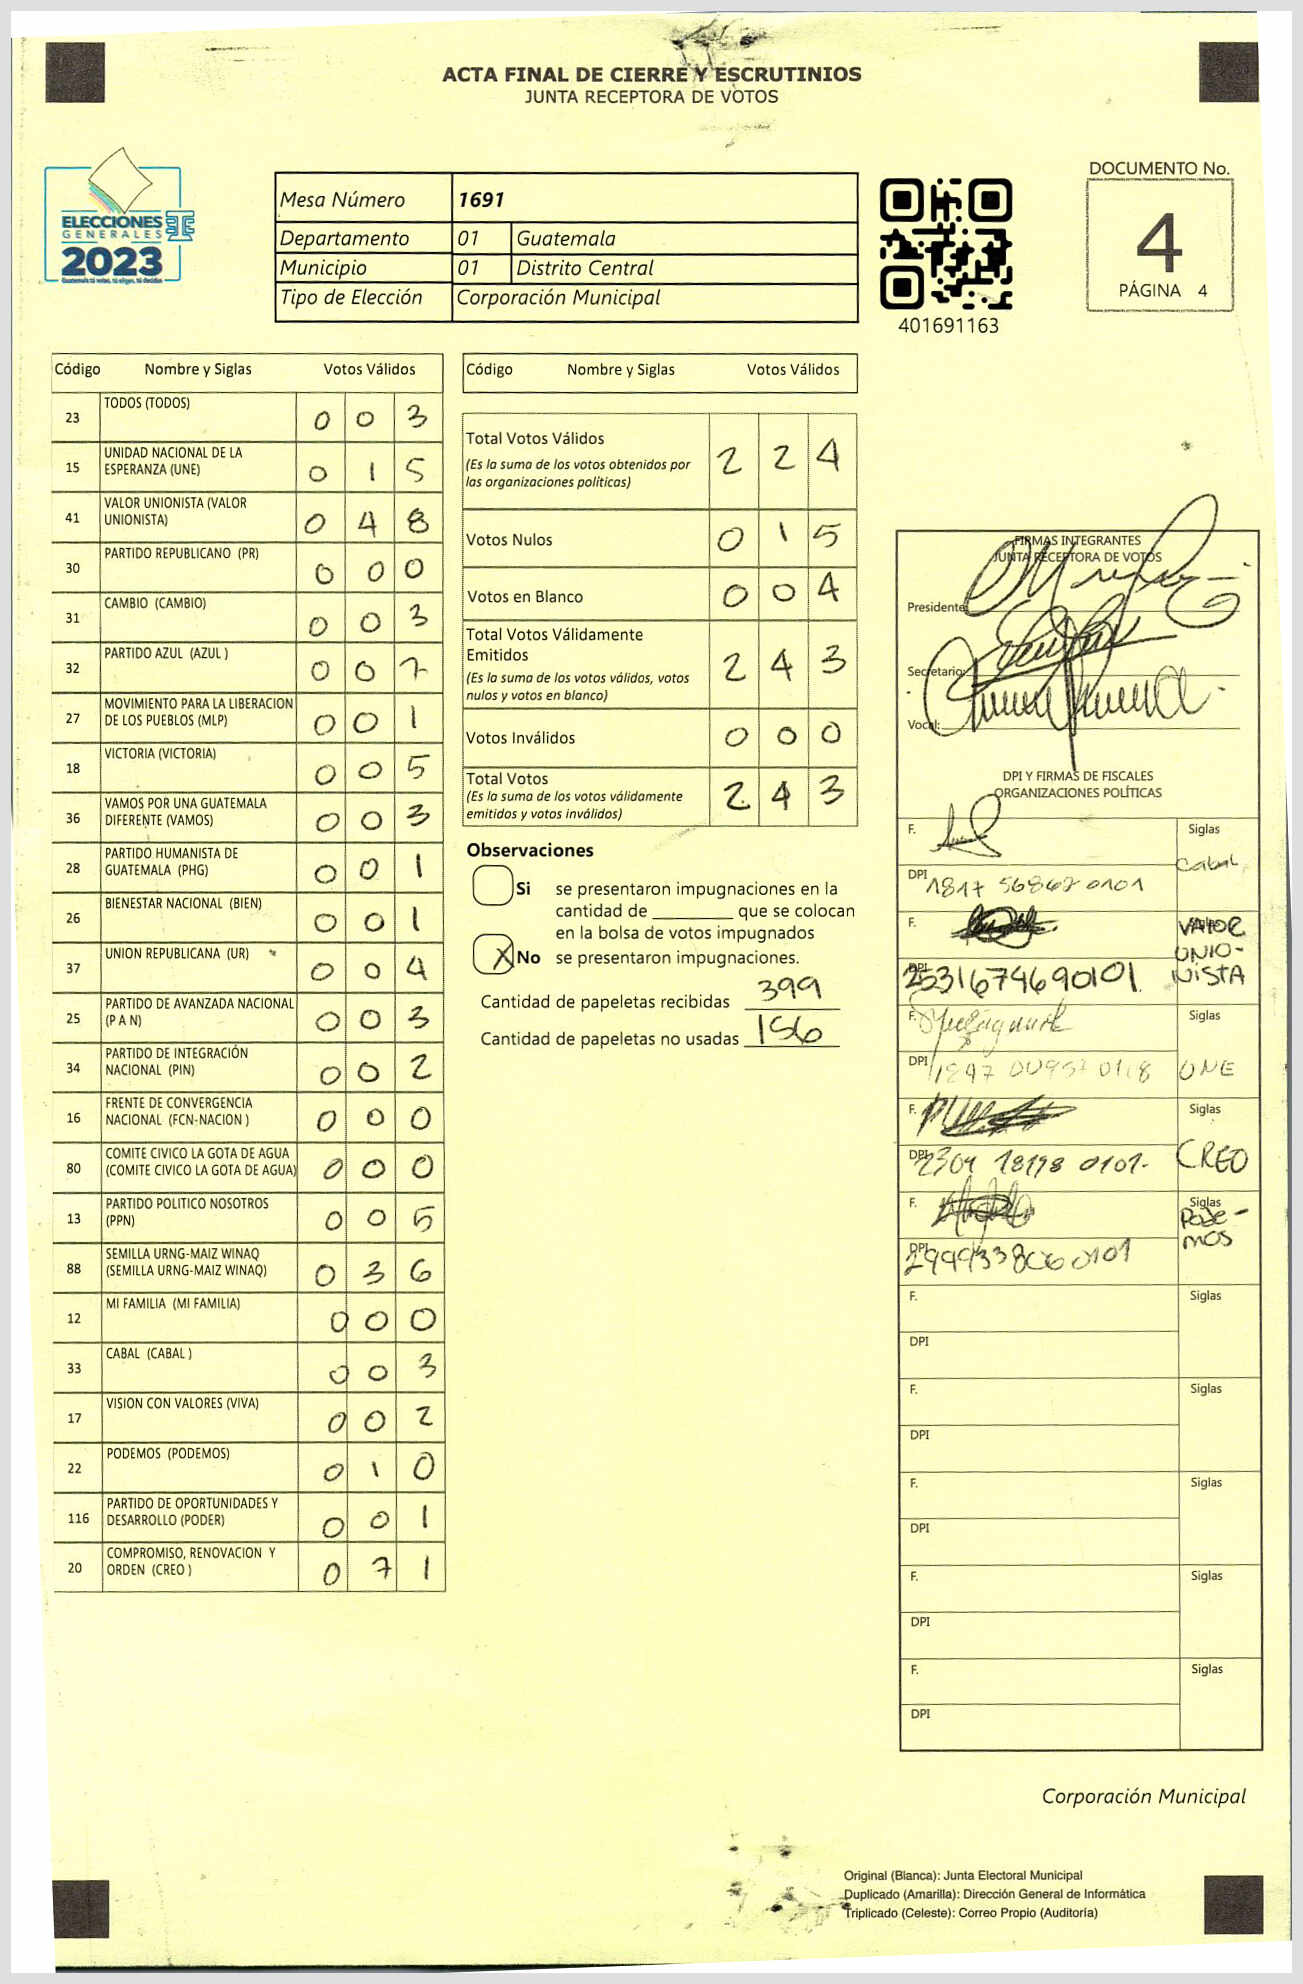 ACTA FINAL DE CIERRE Y ESCRUTINIOS
JUNTA RECEPTORA DE VOTOS
ELECCIONES
GENERALES
2023
Guatemala tú votas, tú eliges, tú decides
Mesa Número 1691
Departamento 01 Guatemala
Municipio 01 Distrito Central
Tipo de Elección Corporación Municipal
401691163
DOCUMENTO No.
4
PÁGINA 4
Código Nombre y Siglas Votos Válidos
23 TODOS (TODOS) 0 0 3
15 UNIDAD NACIONAL DE LA
ESPERANZA (UNE) 0 1 5
41 VALOR UNIONISTA (VALOR
UNIONISTA) 0 4 8
30 PARTIDO REPUBLICANO (PR) 0 0 0
31 CAMBIO (CAMBIO) 0 0 3
32 PARTIDO AZUL (AZUL ) 0 0 7
27 MOVIMIENTO PARA LA LIBERACION
DE LOS PUEBLOS (MLP) 0 0 1
18 VICTORIA (VICTORIA) 0 0 5
36 VAMOS POR UNA GUATEMALA
DIFERENTE (VAMOS) 0 0 3
28 PARTIDO HUMANISTA DE
GUATEMALA (PHG) 0 0 1
26 BIENESTAR NACIONAL (BIEN) 0 0 1
37 UNION REPUBLICANA (UR) 0 0 4
25 PARTIDO DE AVANZADA NACIONAL
(P A N) 0 0 3
34 PARTIDO DE INTEGRACIÓN
NACIONAL (PIN) 0 0 2
16 FRENTE DE CONVERGENCIA
NACIONAL (FCN-NACION ) 0 0 0
80 COMITE CIVICO LA GOTA DE AGUA
(COMITE CIVICO LA GOTA DE AGUA) 0 0 0
13 PARTIDO POLITICO NOSOTROS
(PPN) 0 0 5
88 SEMILLA URNG-MAIZ WINAQ
(SEMILLA URNG-MAIZ WINAQ) 0 3 6
12 MI FAMILIA (MI FAMILIA) 0 0 0
33 CABAL (CABAL ) 0 0 3
17 VISION CON VALORES (VIVA) 0 0 2
22 PODEMOS (PODEMOS) 0 1 0
116 PARTIDO DE OPORTUNIDADES Y
DESARROLLO (PODER) 0 0 1
20 COMPROMISO, RENOVACION Y
ORDEN (CREO ) 0 7 1
Código Nombre y Siglas Votos Válidos
Total Votos Válidos 2 2 4
(Es la suma de los votos obtenidos por
las organizaciones políticas)
Votos Nulos 0 1 5
Votos en Blanco 0 0 4
Total Votos Válidamente
Emitidos 2 4 3
(Es la suma de los votos válidos, votos
nulos y votos en blanco)
Votos Inválidos 0 0 0
Total Votos 2 4 3
(Es la suma de los votos válidamente
emitidos y votos inválidos)
Observaciones
Si se presentaron impugnaciones en la
cantidad de ________ que se colocan
en la bolsa de votos impugnados
X No se presentaron impugnaciones.
Cantidad de papeletas recibidas 399
Cantidad de papeletas no usadas 156
FIRMAS INTEGRANTES
JUNTA RECEPTORA DE VOTOS
Presidente:
Secretario:
Vocal:
DPI Y FIRMAS DE FISCALES
ORGANIZACIONES POLÍTICAS
F. Siglas
Cabal
DPI
F. Siglas
VALOR
UNIO-
NISTA
DPI 2531674690101
F. Siglas
DPI UNE
F. Siglas
DPI CREO
F. Siglas
Pode-
mos
DPI
F. Siglas
DPI
F. Siglas
DPI
F. Siglas
DPI
F. Siglas
DPI
F. Siglas
DPI
Corporación Municipal
Original (Blanca): Junta Electoral Municipal
Duplicado (Amarilla): Dirección General de Informática
Triplicado (Celeste): Correo Propio (Auditoría)